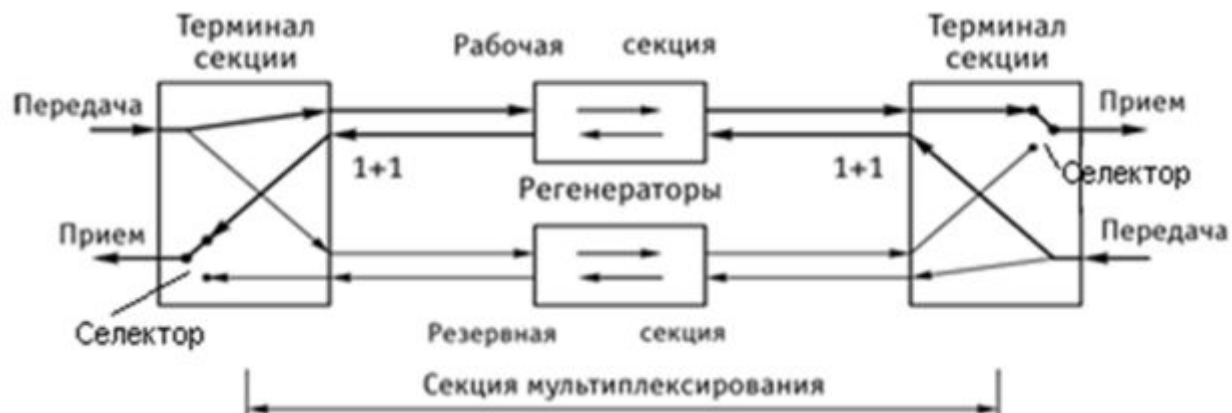 Терминал
секции
Рабочая секция
Терминал
секции
Передача
Прием
1+1
1+1
Селектор
Регенераторы
Прием
Передача
Селектор
Резервная секция
Секция мультиплексирования